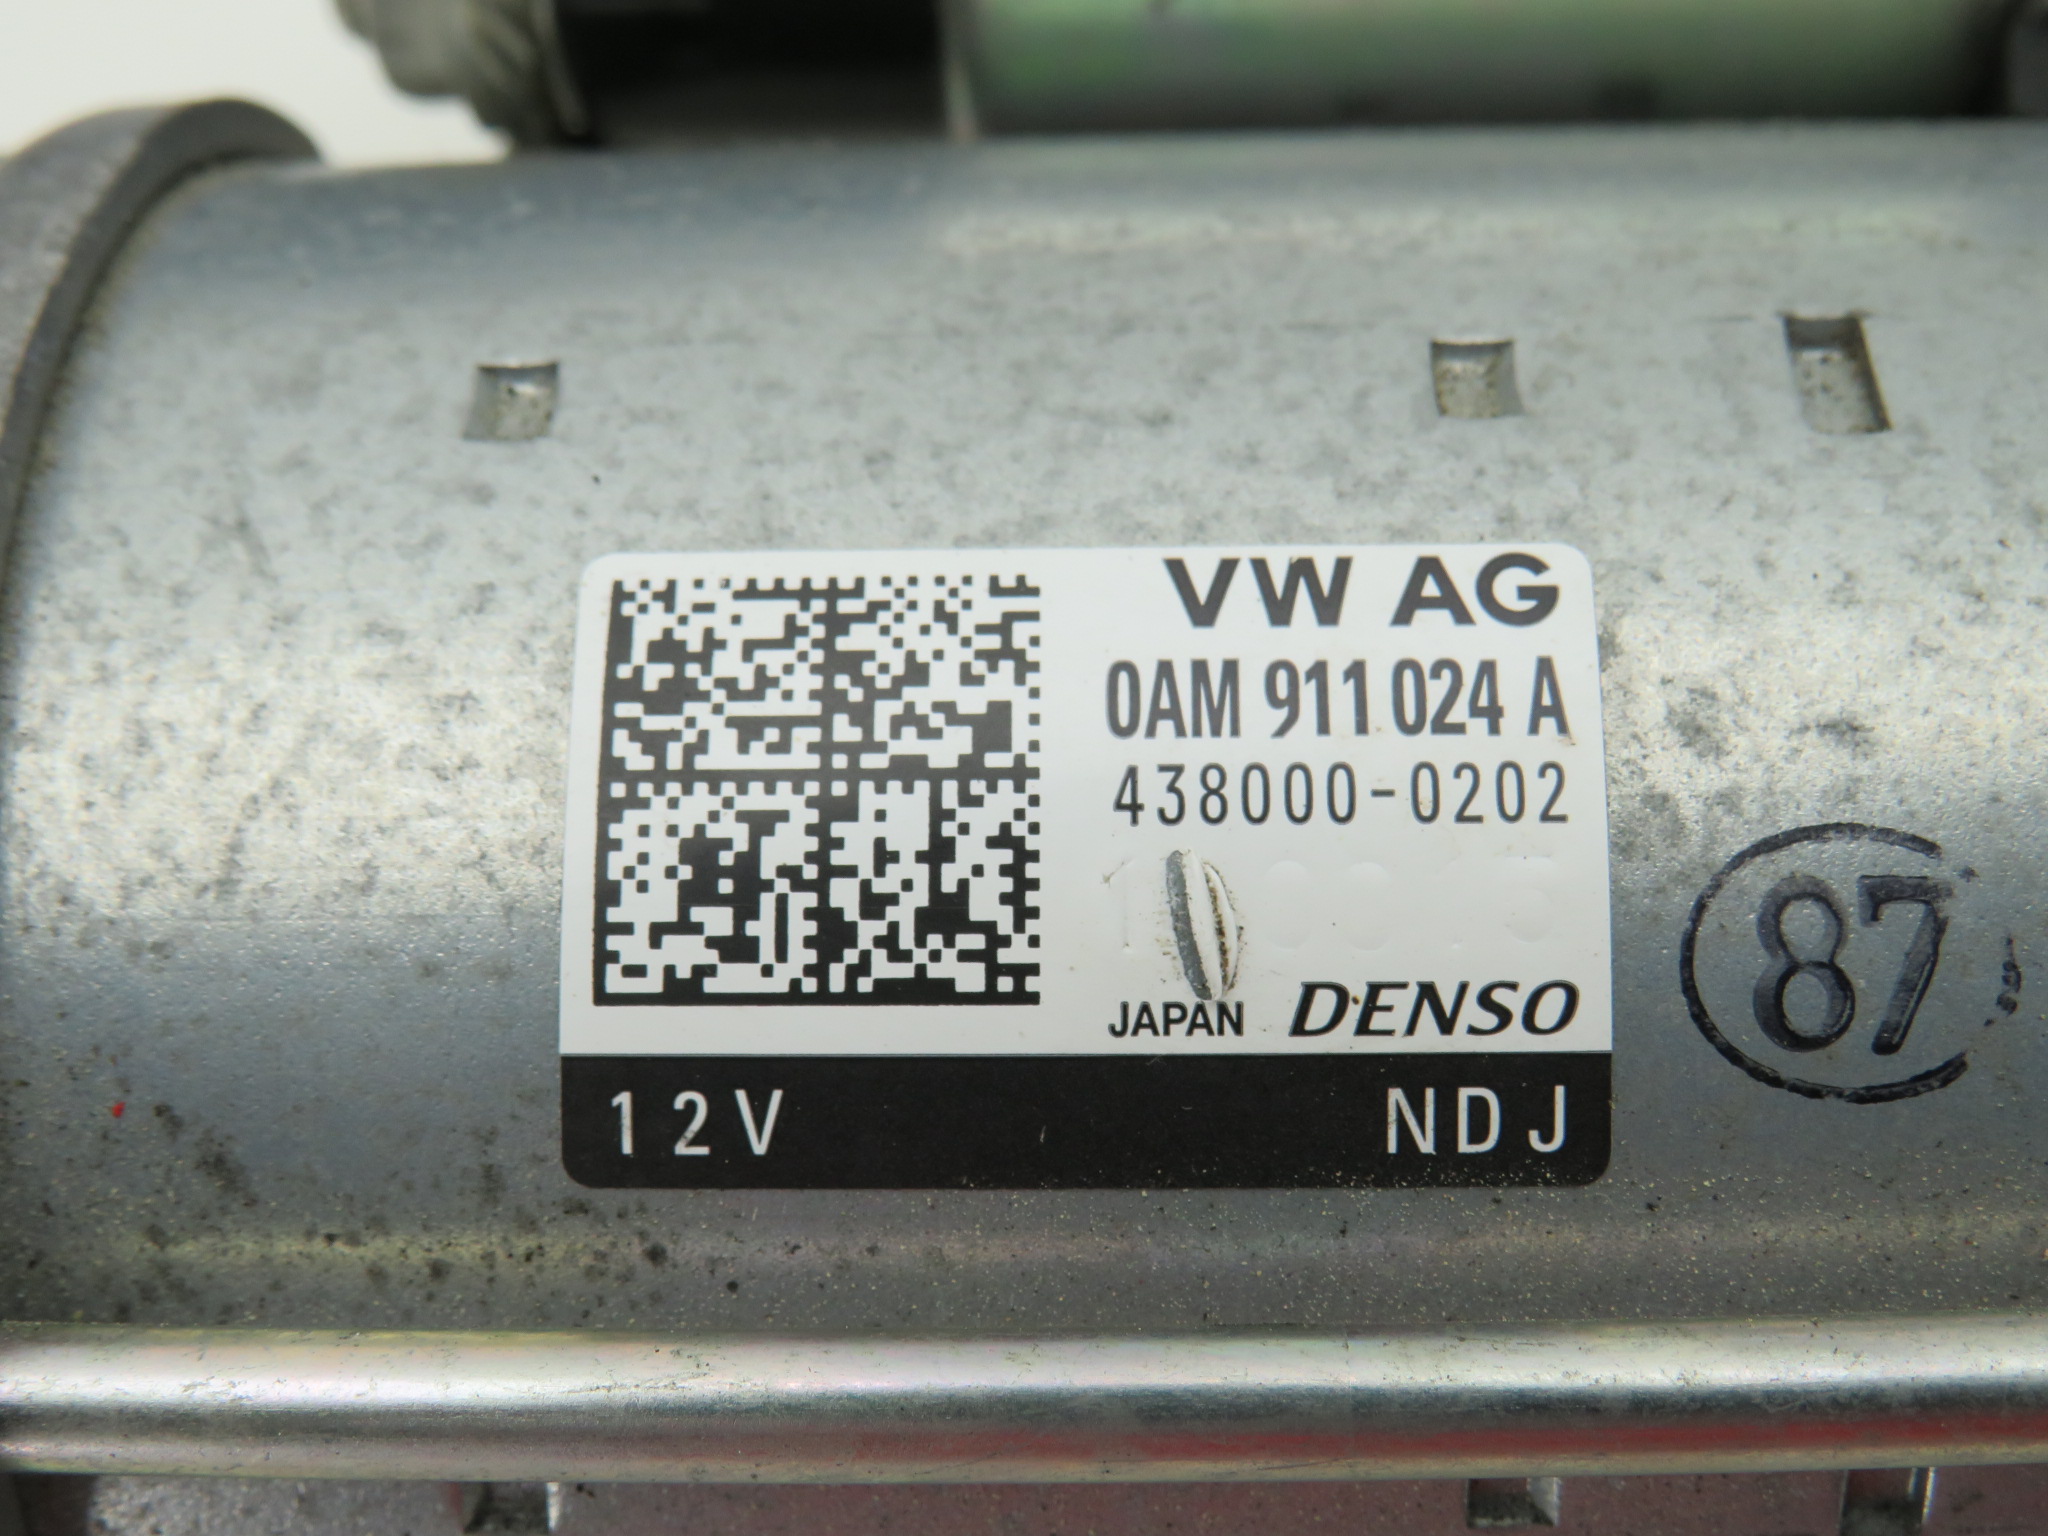 VW AG
0AM 911 024 A
438000-0202
JAPAN DENSO
12V NDJ
87